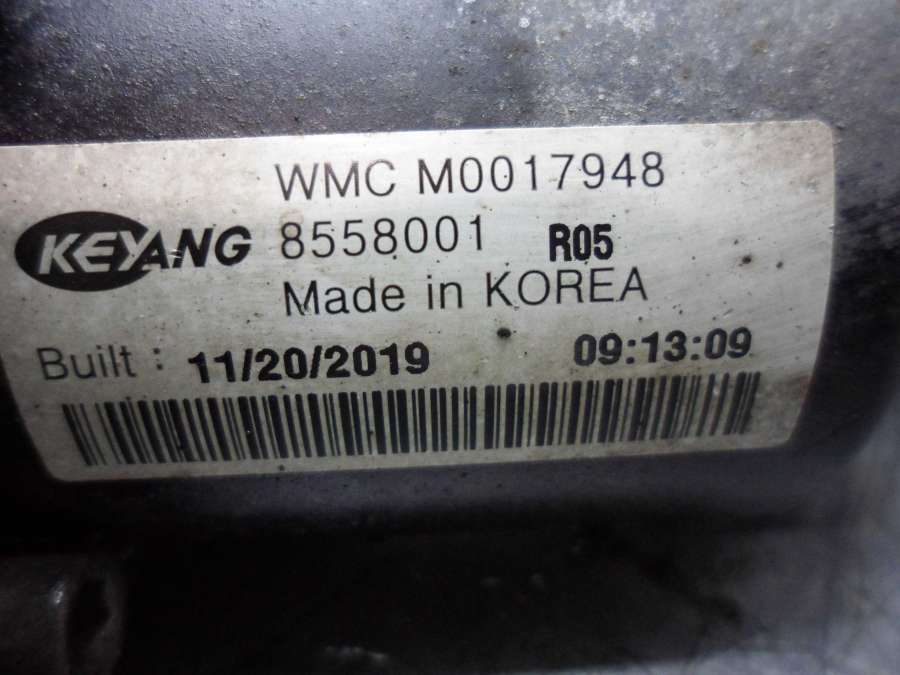 WMC M0017948
KEYANG 8558001 R05
Made in KOREA
Built : 11/20/2019 09:13:09